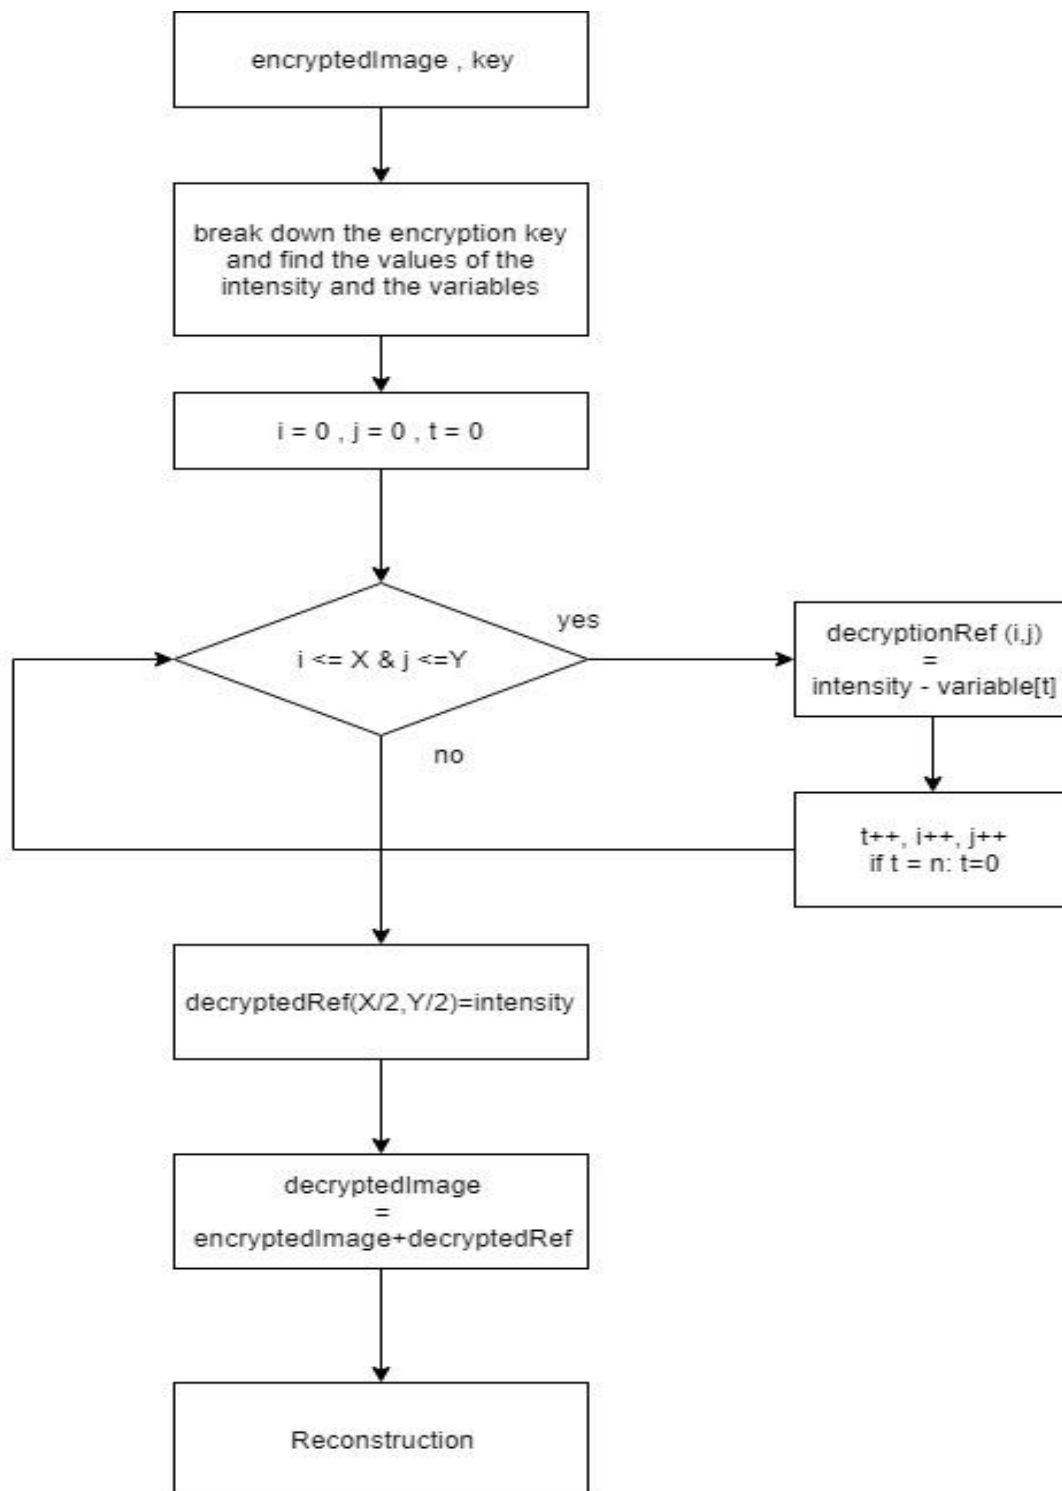 encryptedImage , key
break down the encryption key
and find the values of the
intensity and the variables
i = 0 , j = 0 , t = 0
i <= X & j <=Y
yes
no
decryptionRef (i,j)
=
intensity - variable[t]
t++, i++, j++
if t = n: t=0
decryptedRef(X/2,Y/2)=intensity
decryptedImage
=
encryptedImage+decryptedRef
Reconstruction